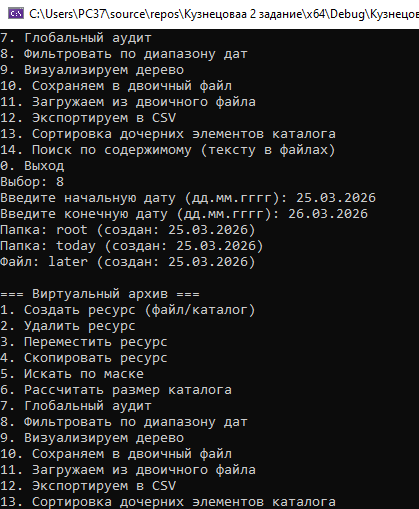 C:\Users\PC37\source\repos\Кузнецоваа 2 задание\x64\Debug\Кузнецо
7. Глобальный аудит
8. Фильтровать по диапазону дат
9. Визуализируем дерево
10. Сохраняем в двоичный файл
11. Загружаем из двоичного файла
12. Экспортируем в CSV
13. Сортировка дочерних элементов каталога
14. Поиск по содержимому (тексту в файлах)
0. Выход
Выбор: 8
Введите начальную дату (дд.мм.гггг): 25.03.2026
Введите конечную дату (дд.мм.гггг): 26.03.2026
Папка: root (создан: 25.03.2026)
Папка: today (создан: 25.03.2026)
Файл: later (создан: 25.03.2026)
=== Виртуальный архив ===
1. Создать ресурс (файл/каталог)
2. Удалить ресурс
3. Переместить ресурс
4. Скопировать ресурс
5. Искать по маске
6. Рассчитать размер каталога
7. Глобальный аудит
8. Фильтровать по диапазону дат
9. Визуализируем дерево
10. Сохраняем в двоичный файл
11. Загружаем из двоичного файла
12. Экспортируем в CSV
13. Сортировка дочерних элементов каталога